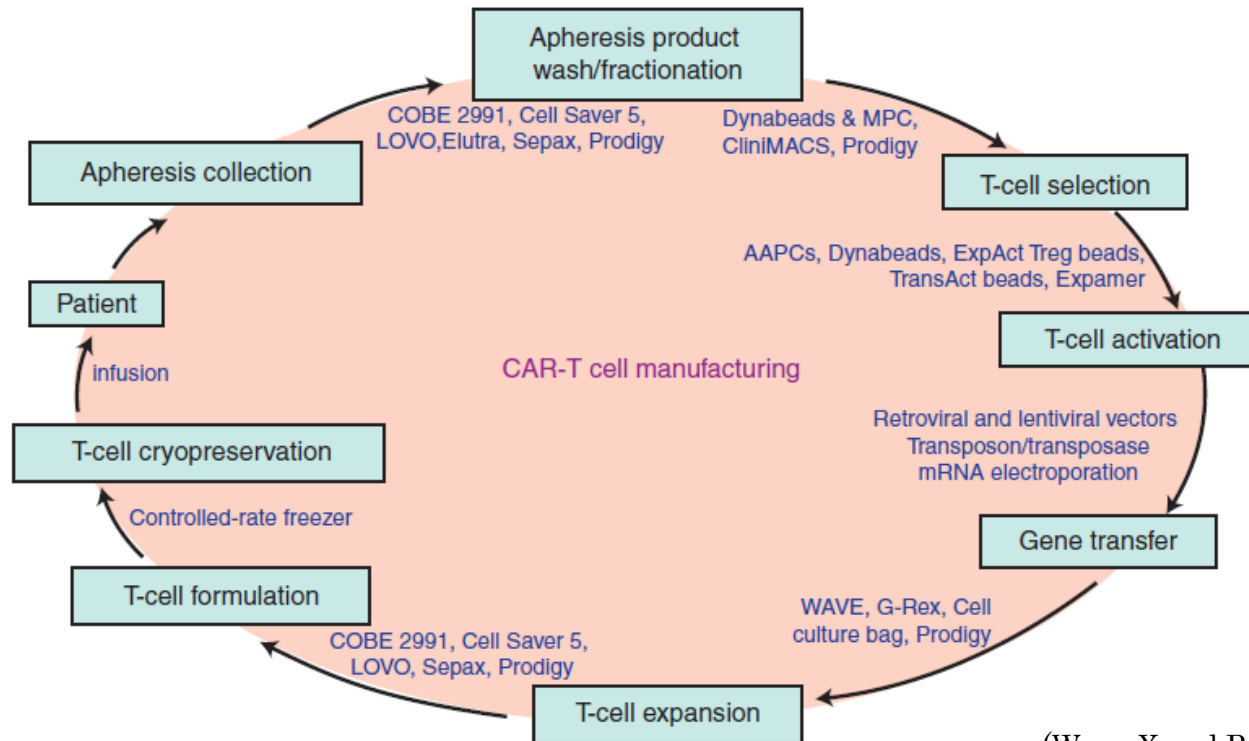 Apheresis product
wash/fractionation
COBE 2991, Cell Saver 5,
LOVO,Elutra, Sepax, Prodigy
Dynabeads & MPC,
CliniMACS, Prodigy
Apheresis collection
T-cell selection
AAPCs, Dynabeads, ExpAct Treg beads,
TransAct beads, Expamer
Patient
T-cell activation
infusion
CAR-T cell manufacturing
Retroviral and lentiviral vectors
Transposon/transposase
mRNA electroporation
T-cell cryopreservation
Controlled-rate freezer
Gene transfer
T-cell formulation
WAVE, G-Rex, Cell
culture bag, Prodigy
COBE 2991, Cell Saver 5,
LOVO, Sepax, Prodigy
T-cell expansion